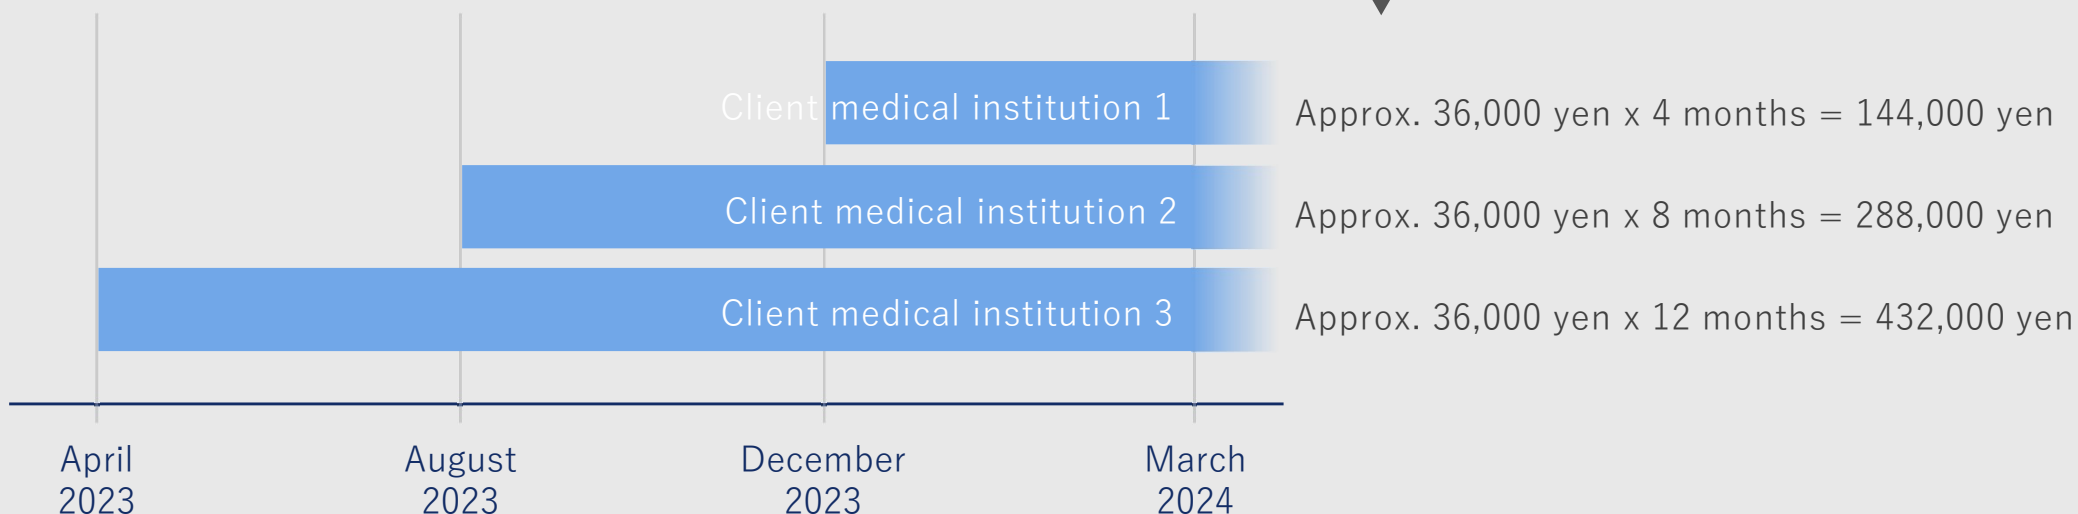 Client medical institution 1
Approx. 36,000 yen x 4 months = 144,000 yen
Client medical institution 2
Approx. 36,000 yen x 8 months = 288,000 yen
Client medical institution 3
Approx. 36,000 yen x 12 months = 432,000 yen
April
2023
August
2023
December
2023
March
2024